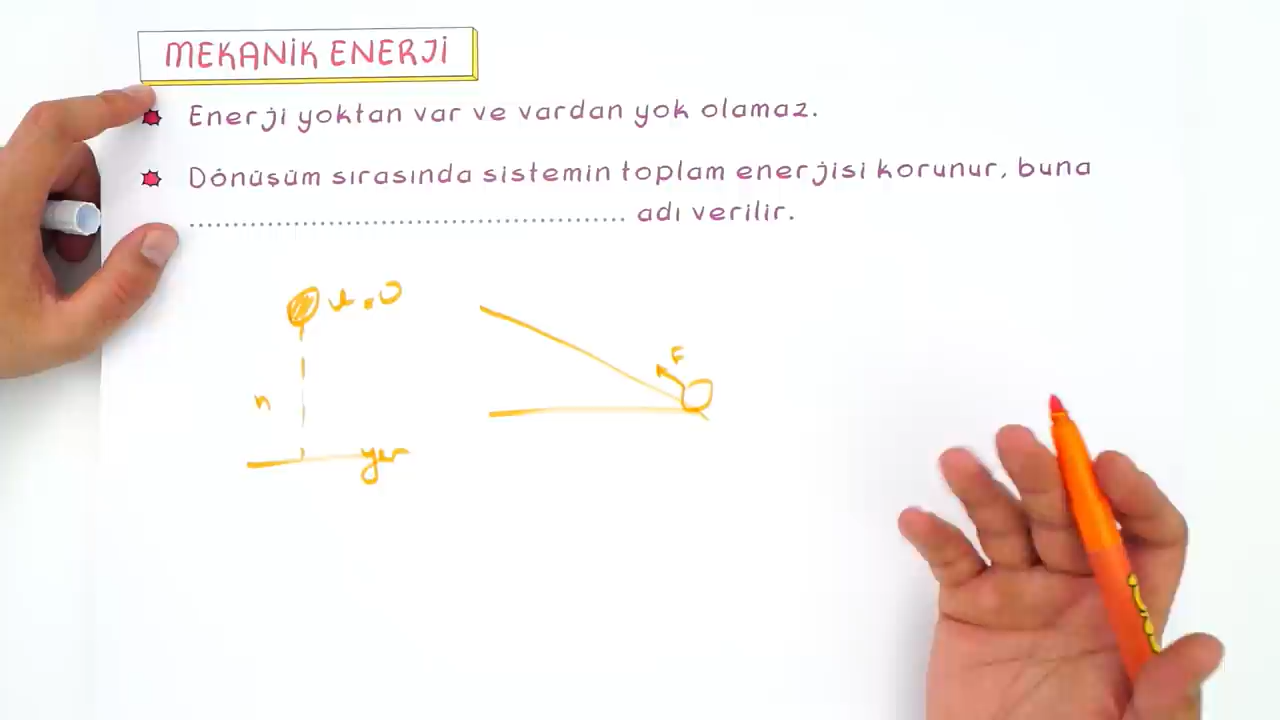 MEKANİK ENERJİ
Enerji yoktan var ve vardan yok olamaz.
Dönüşüm sırasında sistemin toplam enerjisi korunur, buna
........................................................ adı verilir.
F
h
yer